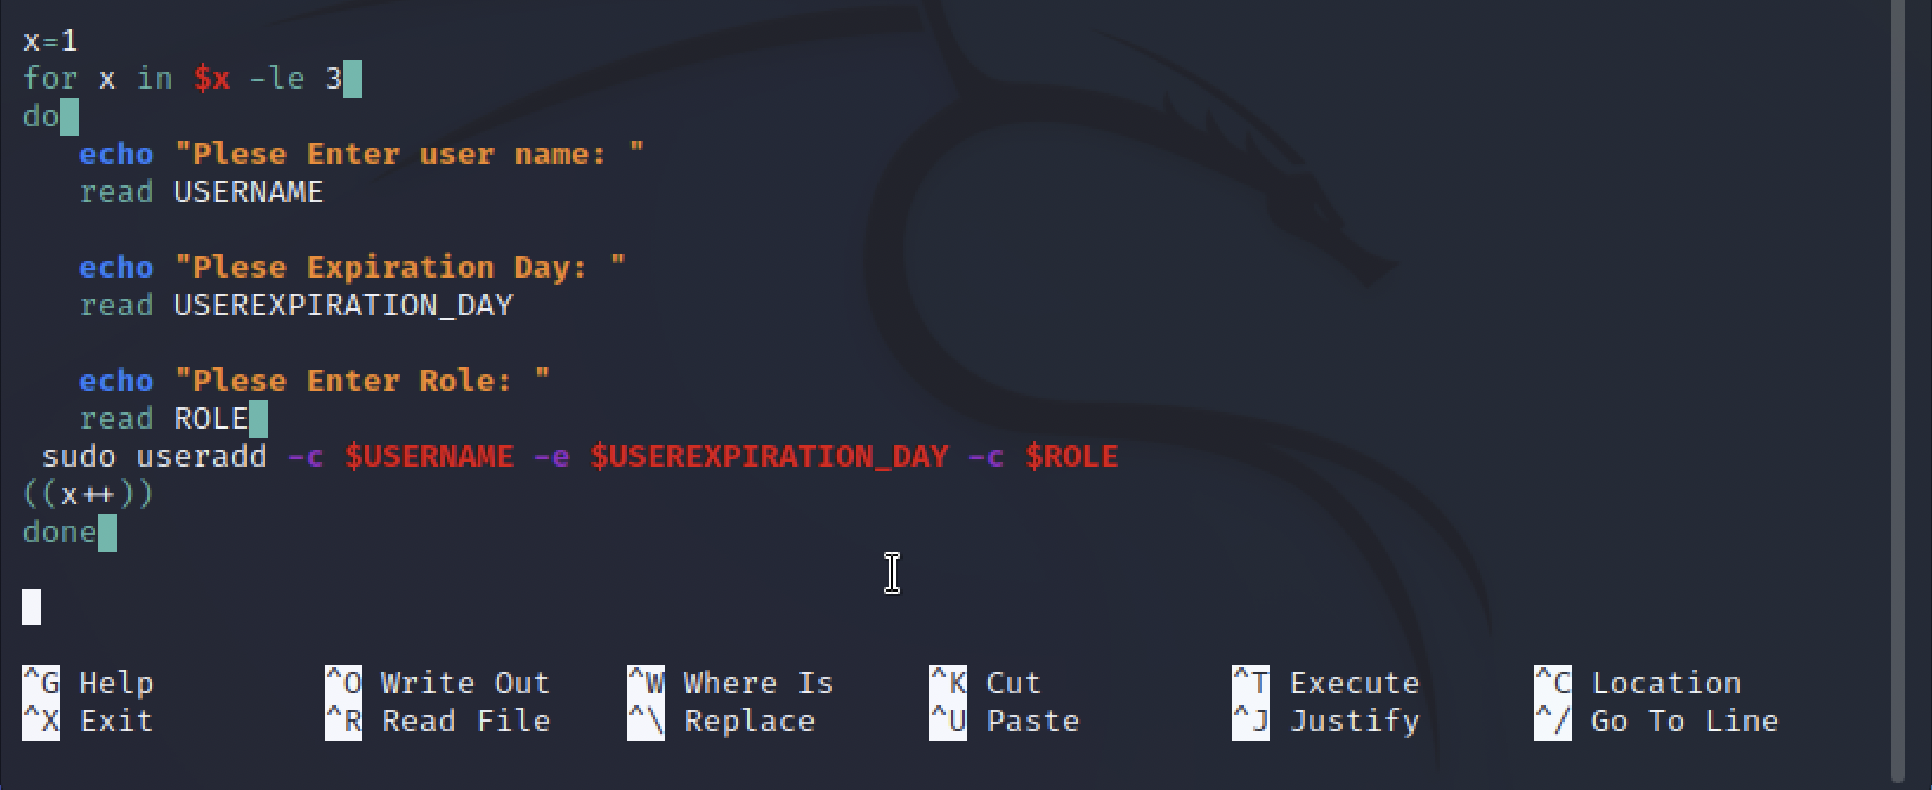 x=1
for x in $x -le 3
do
echo "Plese Enter user name: "
read USERNAME
echo "Plese Expiration Day: "
read USEREXPIRATION_DAY
echo "Plese Enter Role: "
read ROLE
sudo useradd -c $USERNAME -e $USEREXPIRATION_DAY -c $ROLE
((x++))
done
^G Help ^O Write Out ^W Where Is ^K Cut ^T Execute ^C Location
^X Exit ^R Read File ^\ Replace ^U Paste ^J Justify ^/ Go To Line